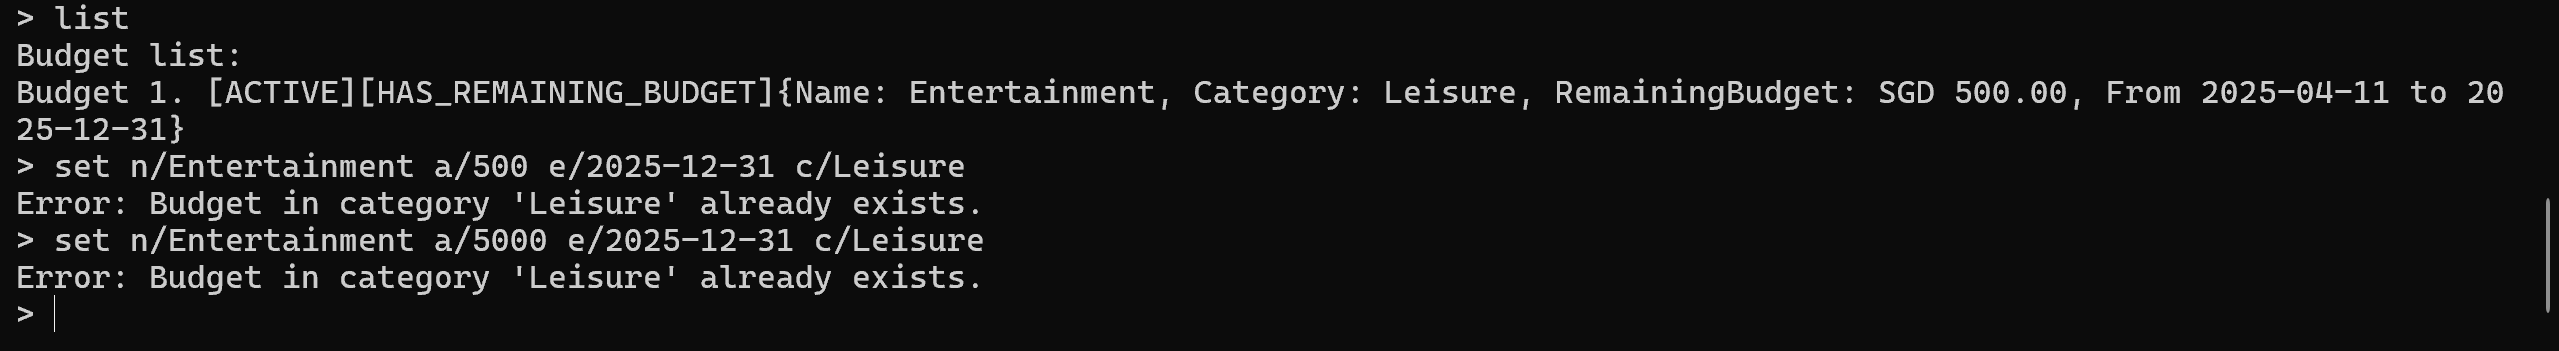 > list
Budget list:
Budget 1. [ACTIVE][HAS_REMAINING_BUDGET]{Name: Entertainment, Category: Leisure, RemainingBudget: SGD 500.00, From 2025-04-11 to 20
25-12-31}
> set n/Entertainment a/500 e/2025-12-31 c/Leisure
Error: Budget in category 'Leisure' already exists.
> set n/Entertainment a/5000 e/2025-12-31 c/Leisure
Error: Budget in category 'Leisure' already exists.
>